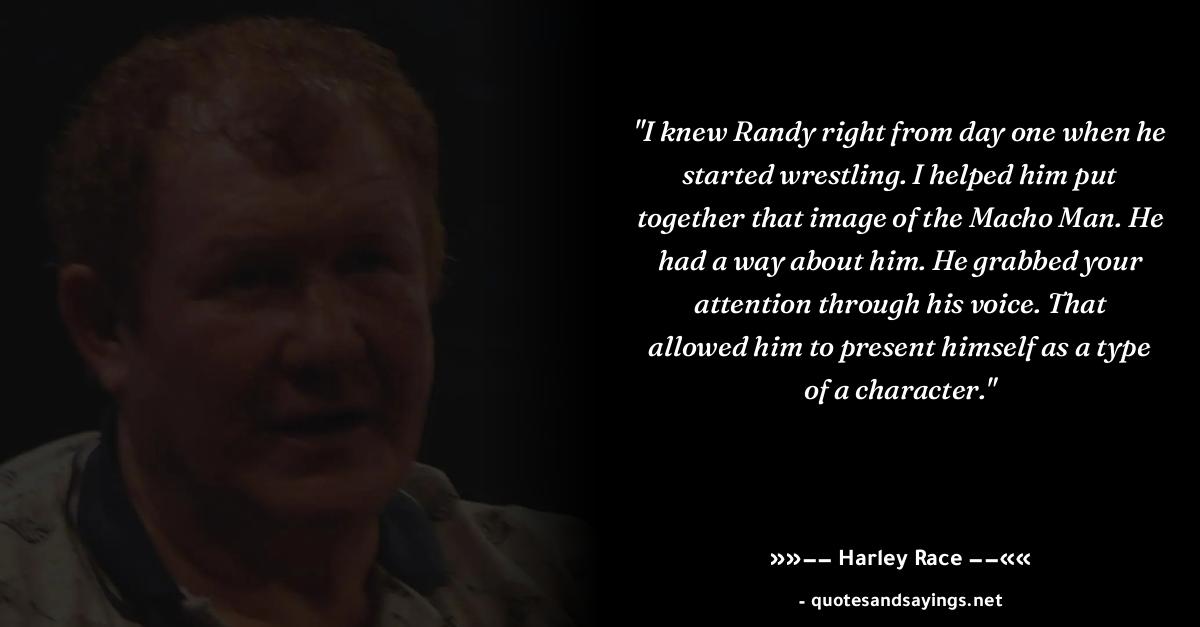 "I knew Randy right from day one when he
started wrestling. I helped him put
together that image of the Macho Man. He
had a way about him. He grabbed your
attention through his voice. That
allowed him to present himself as a type
of a character."
»»—— Harley Race ——««
- quotesandsayings.net